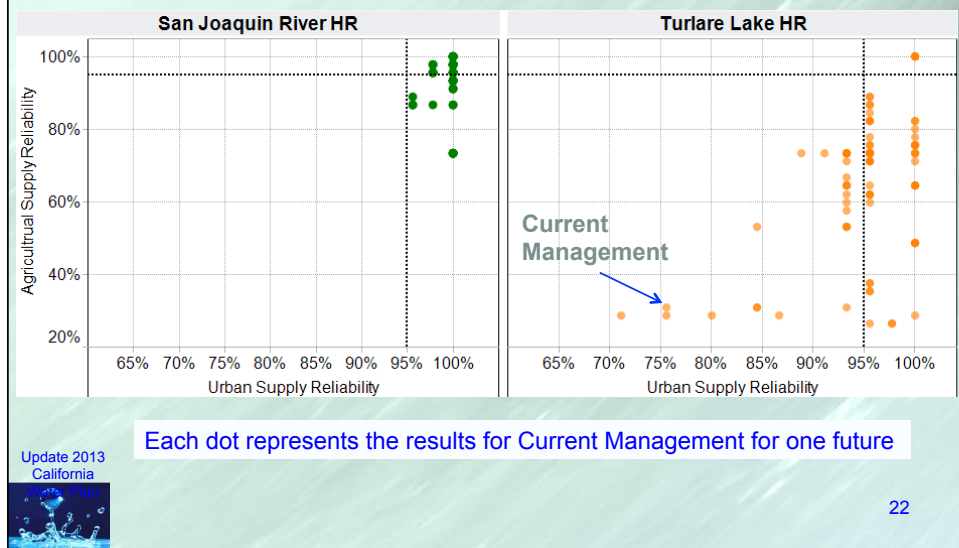 San Joaquin River HR
Turlare Lake HR
Agricultrual Supply Reliability
100%
80%
60%
40%
20%
Current
Management
65% 70% 75% 80% 85% 90% 95% 100%
65% 70% 75% 80% 85% 90% 95% 100%
Urban Supply Reliability
Urban Supply Reliability
Each dot represents the results for Current Management for one future
Update 2013
California
Water Plan
22